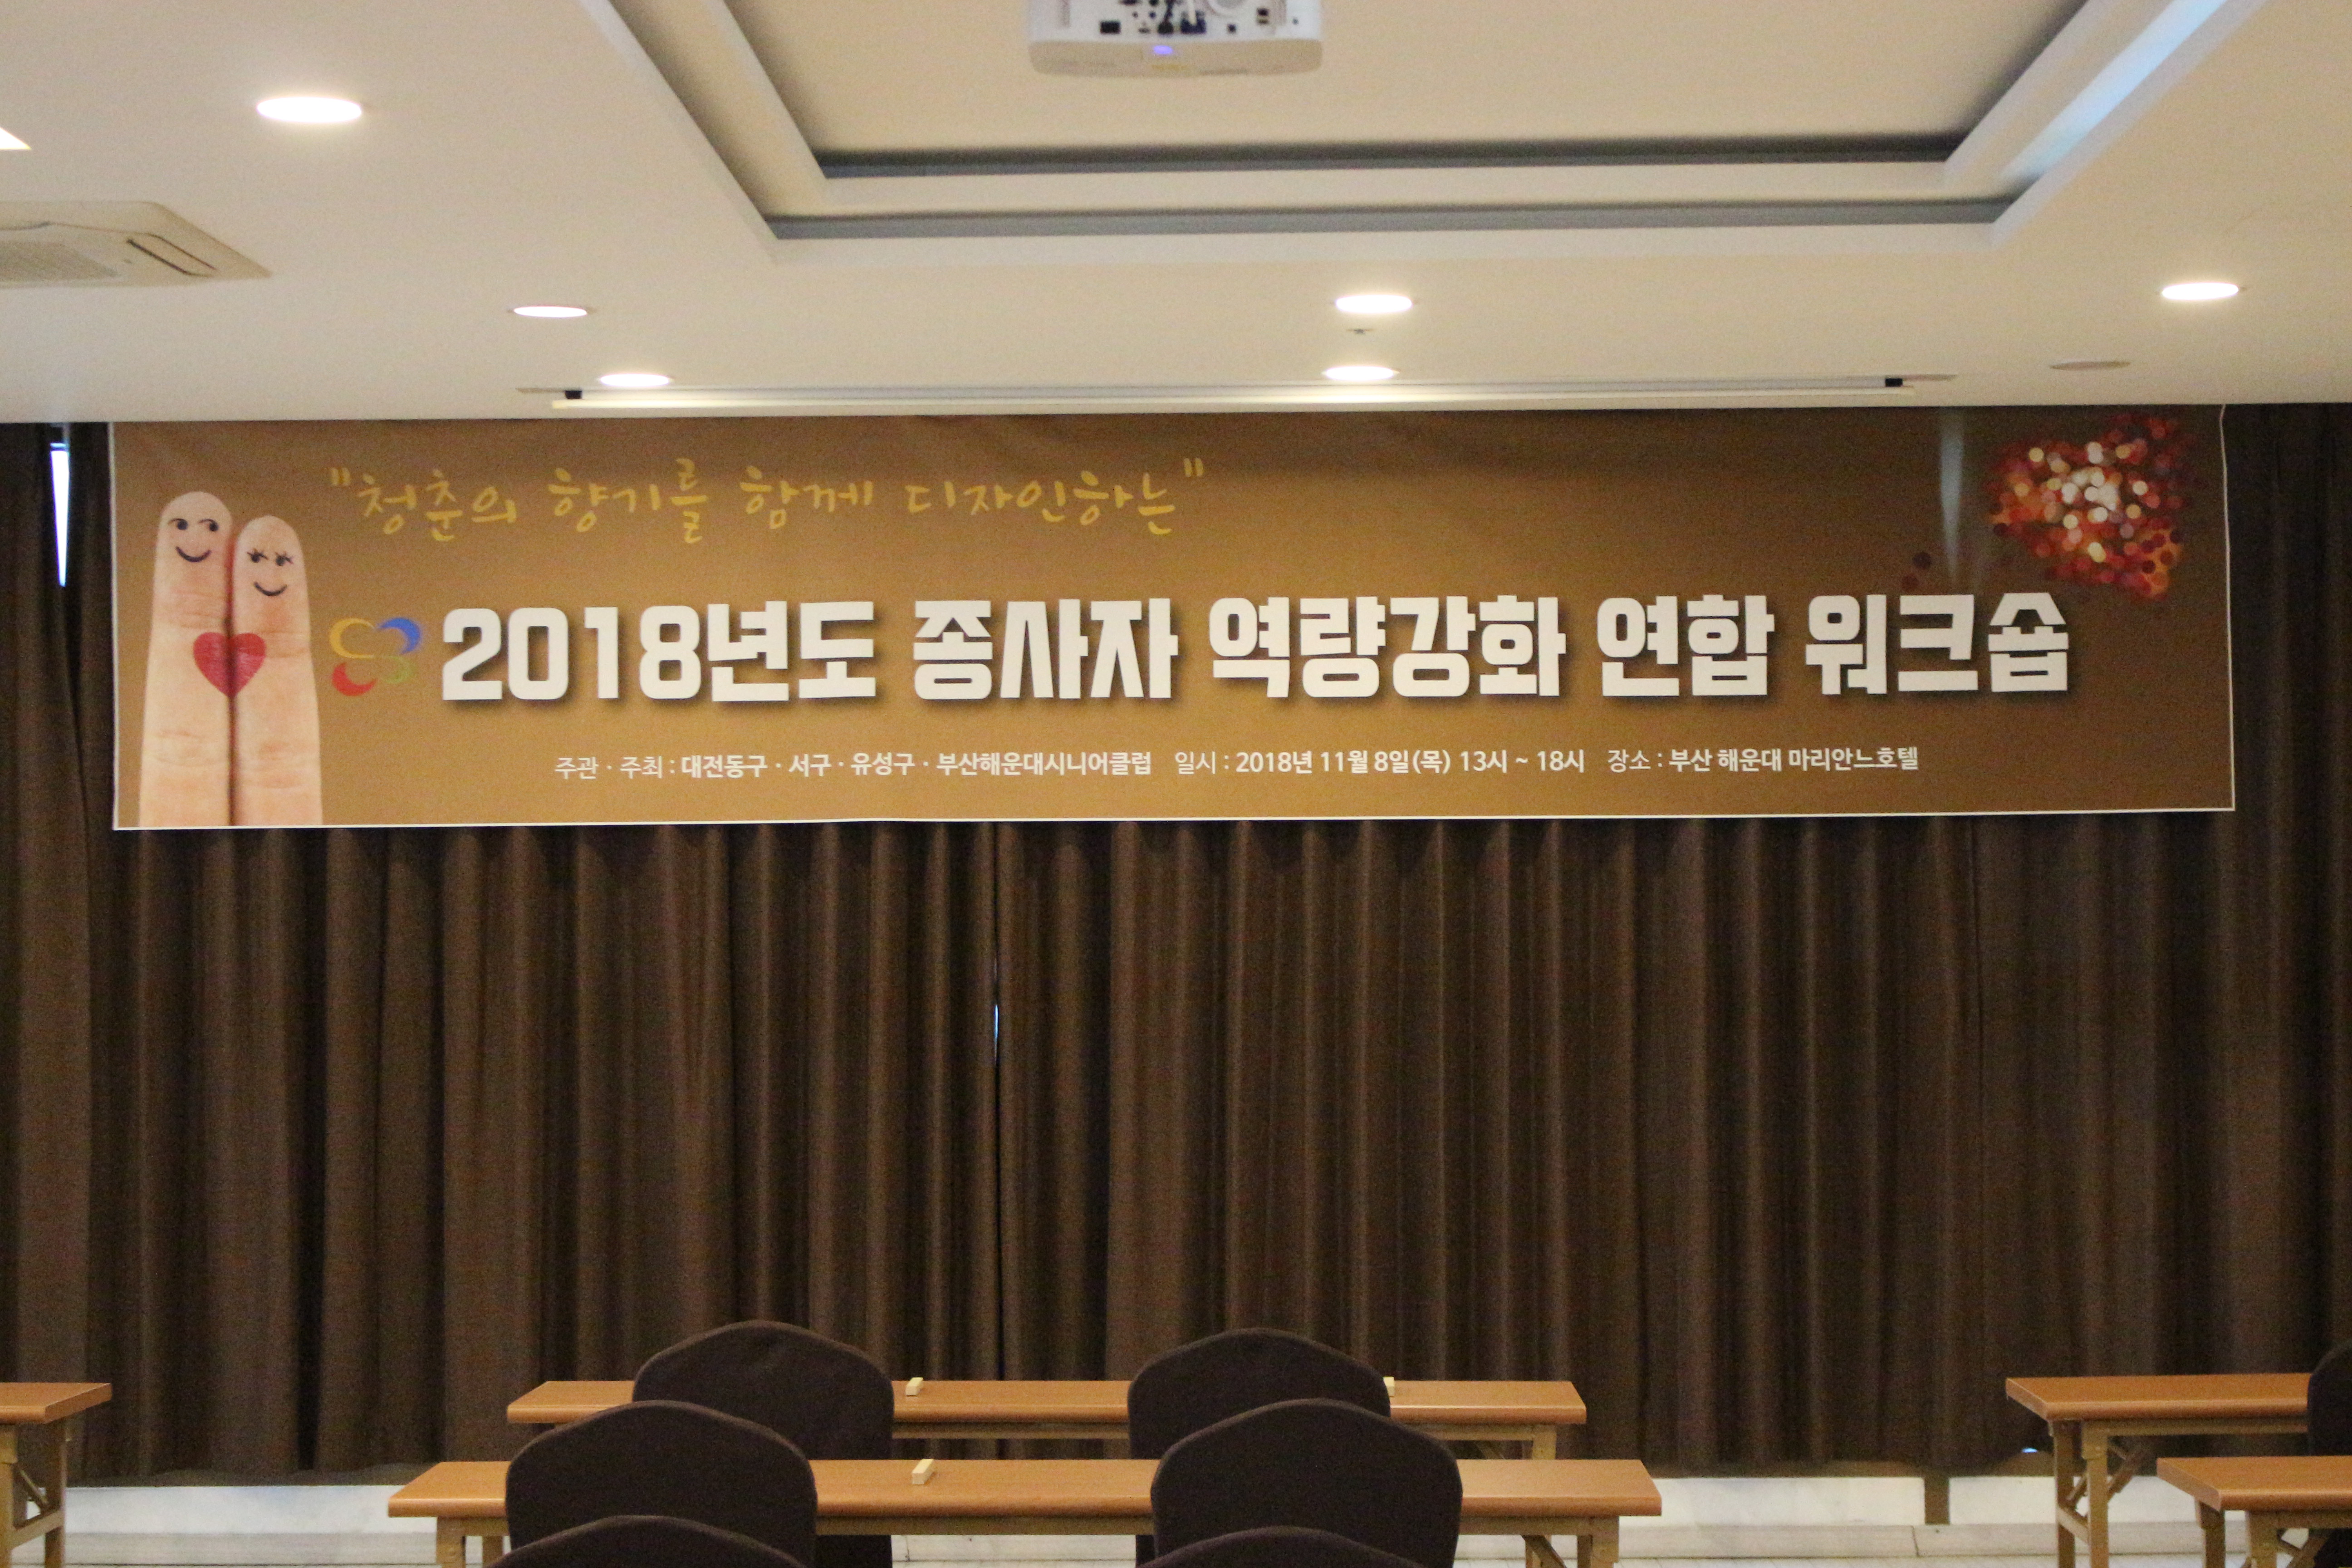 "청춘의 향기를 함께 디자인하는"
2018년도 종사자 역량강화 연합 워크숍
주관 · 주최 : 대전동구 · 서구 · 유성구 · 부산해운대시니어클럽 일시 : 2018년 11월 8일(목) 13시 ~ 18시 장소 : 부산 해운대 마리안느호텔